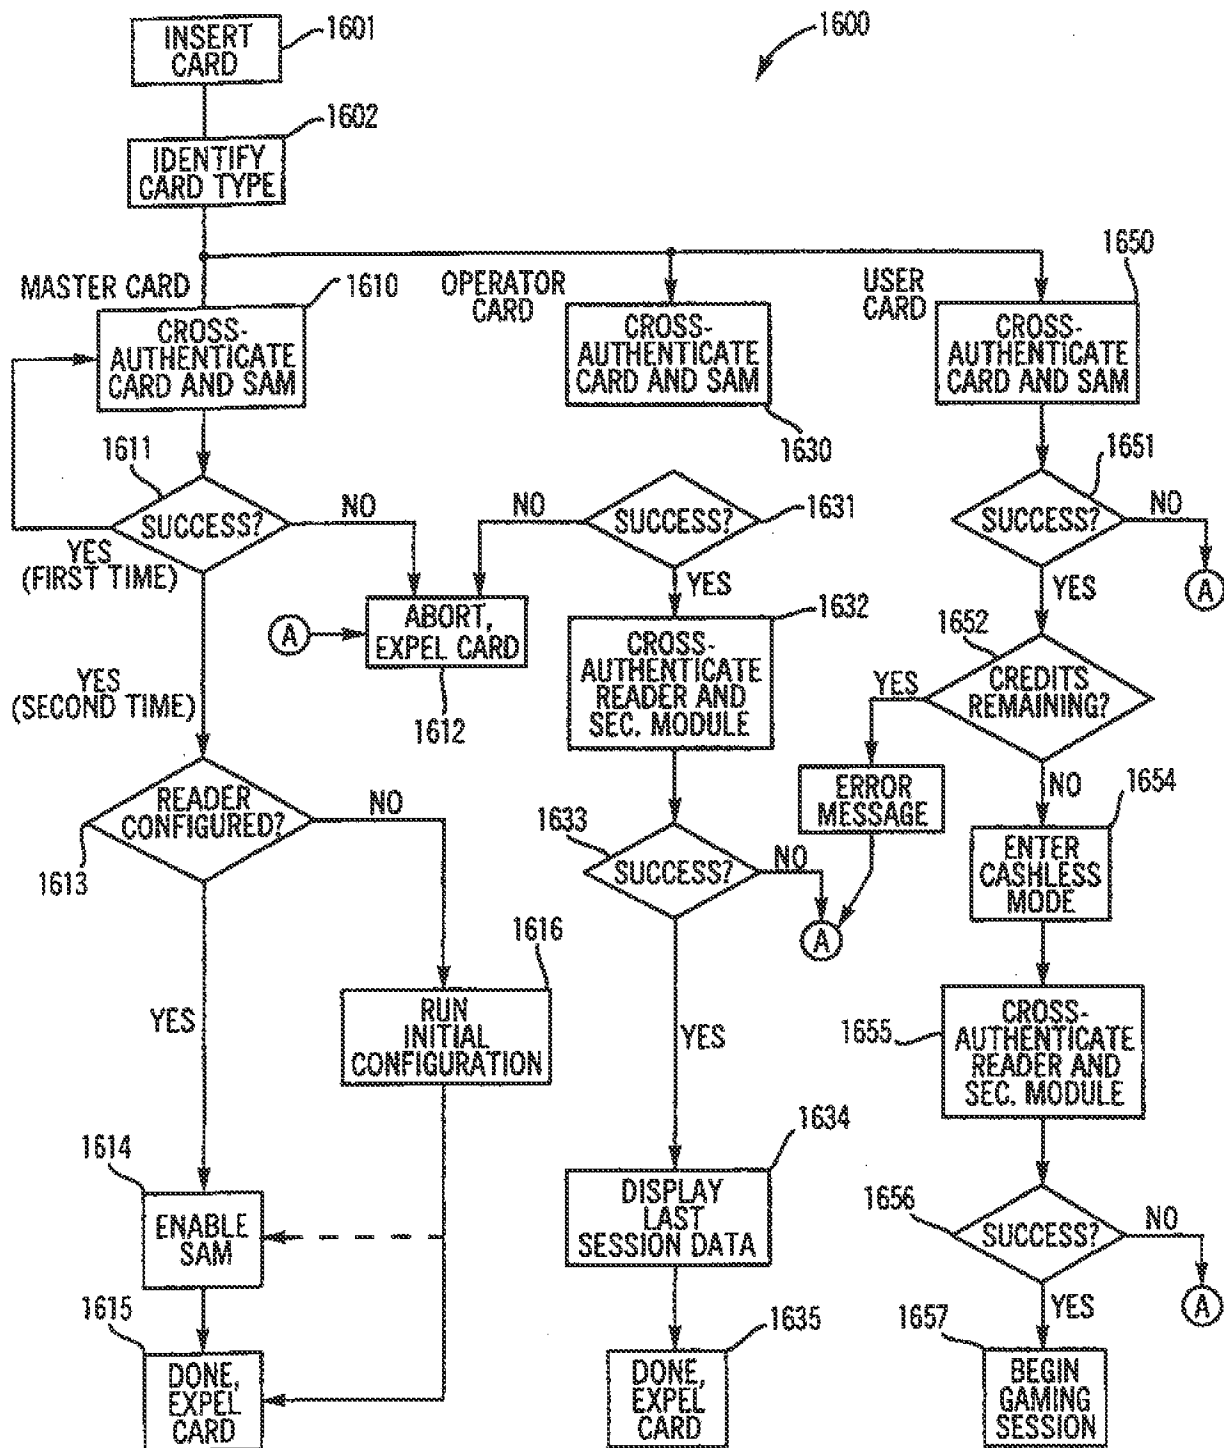 1601
1600
INSERT
CARD
1602
IDENTIFY
CARD TYPE
MASTER CARD
1610
OPERATOR
CARD
USER
CARD
1650
CROSS-
AUTHENTICATE
CARD AND SAM
CROSS-
AUTHENTICATE
CARD AND SAM
1630
CROSS-
AUTHENTICATE
CARD AND SAM
1611
SUCCESS?
NO
YES
(FIRST TIME)
NO
SUCCESS?
1631
YES
1651
SUCCESS?
NO
A
YES
A
ABORT,
EXPEL CARD
1612
1632
CROSS-
AUTHENTICATE
READER AND
SEC. MODULE
1652
CREDITS
REMAINING?
YES
NO
YES
(SECOND TIME)
READER
CONFIGURED?
NO
1613
1633
SUCCESS?
NO
ERROR
MESSAGE
A
1654
ENTER
CASHLESS
MODE
YES
1616
RUN
INITIAL
CONFIGURATION
YES
1655
CROSS-
AUTHENTICATE
READER AND
SEC. MODULE
1614
ENABLE
SAM
1634
DISPLAY
LAST
SESSION DATA
1656
SUCCESS?
NO
A
YES
1615
DONE,
EXPEL
CARD
1635
DONE,
EXPEL
CARD
1657
BEGIN
GAMING
SESSION